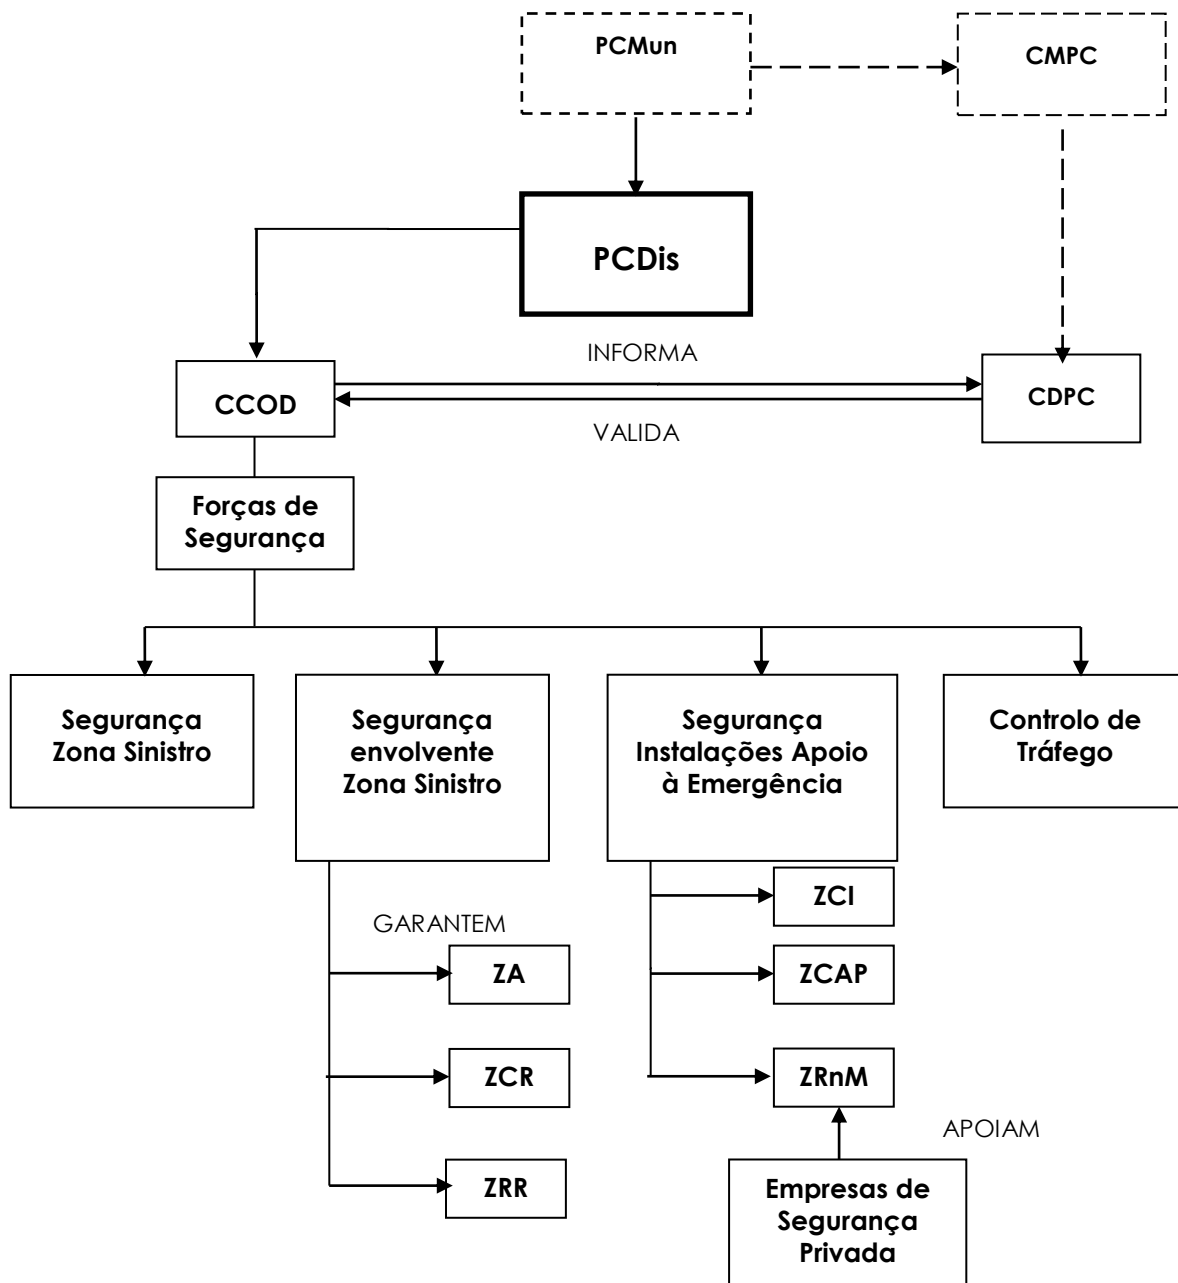 PCMun
CMPC
PCDis
INFORMA
CCOD
CDPC
VALIDA
Forças de
Segurança
Segurança
Zona Sinistro
Segurança
envolvente
Zona Sinistro
Segurança
Instalações Apoio
à Emergência
Controlo de
Tráfego
ZCI
GARANTEM
ZA
ZCAP
ZCR
ZRnM
APOIAM
ZRR
Empresas de
Segurança
Privada